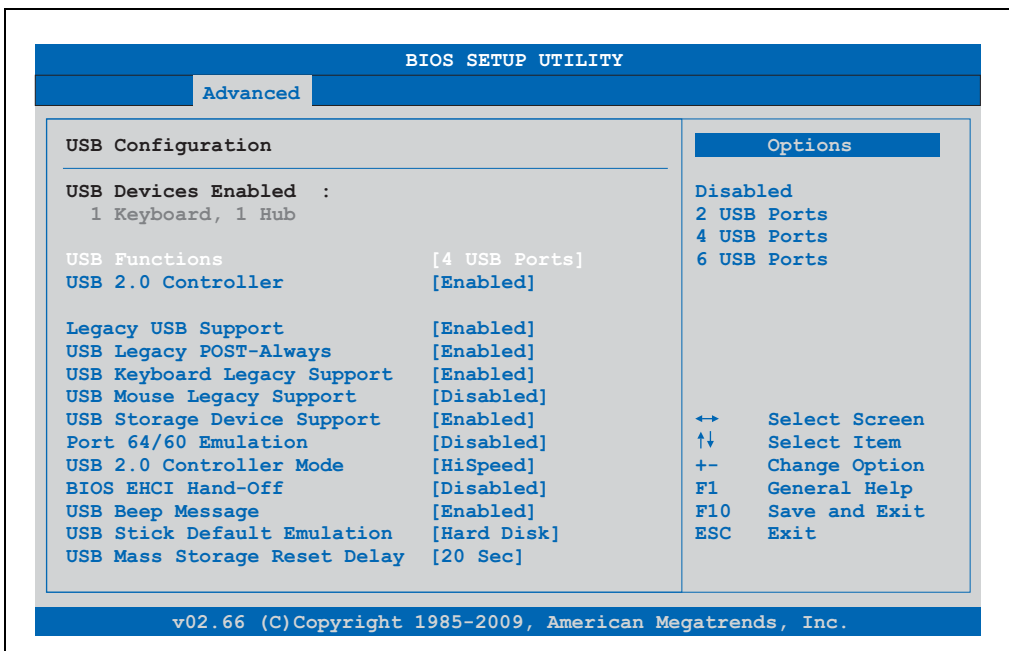 BIOS SETUP UTILITY
Advanced
USB Configuration
USB Devices Enabled :
1 Keyboard, 1 Hub
USB Functions [4 USB Ports]
USB 2.0 Controller [Enabled]
Legacy USB Support [Enabled]
USB Legacy POST-Always [Enabled]
USB Keyboard Legacy Support [Enabled]
USB Mouse Legacy Support [Disabled]
USB Storage Device Support [Enabled]
Port 64/60 Emulation [Disabled]
USB 2.0 Controller Mode [HiSpeed]
BIOS EHCI Hand-Off [Disabled]
USB Beep Message [Enabled]
USB Stick Default Emulation [Hard Disk]
USB Mass Storage Reset Delay [20 Sec]
Options
Disabled
2 USB Ports
4 USB Ports
6 USB Ports
↔ Select Screen
↑↓ Select Item
+- Change Option
F1 General Help
F10 Save and Exit
ESC Exit
v02.66 (C)Copyright 1985-2009, American Megatrends, Inc.